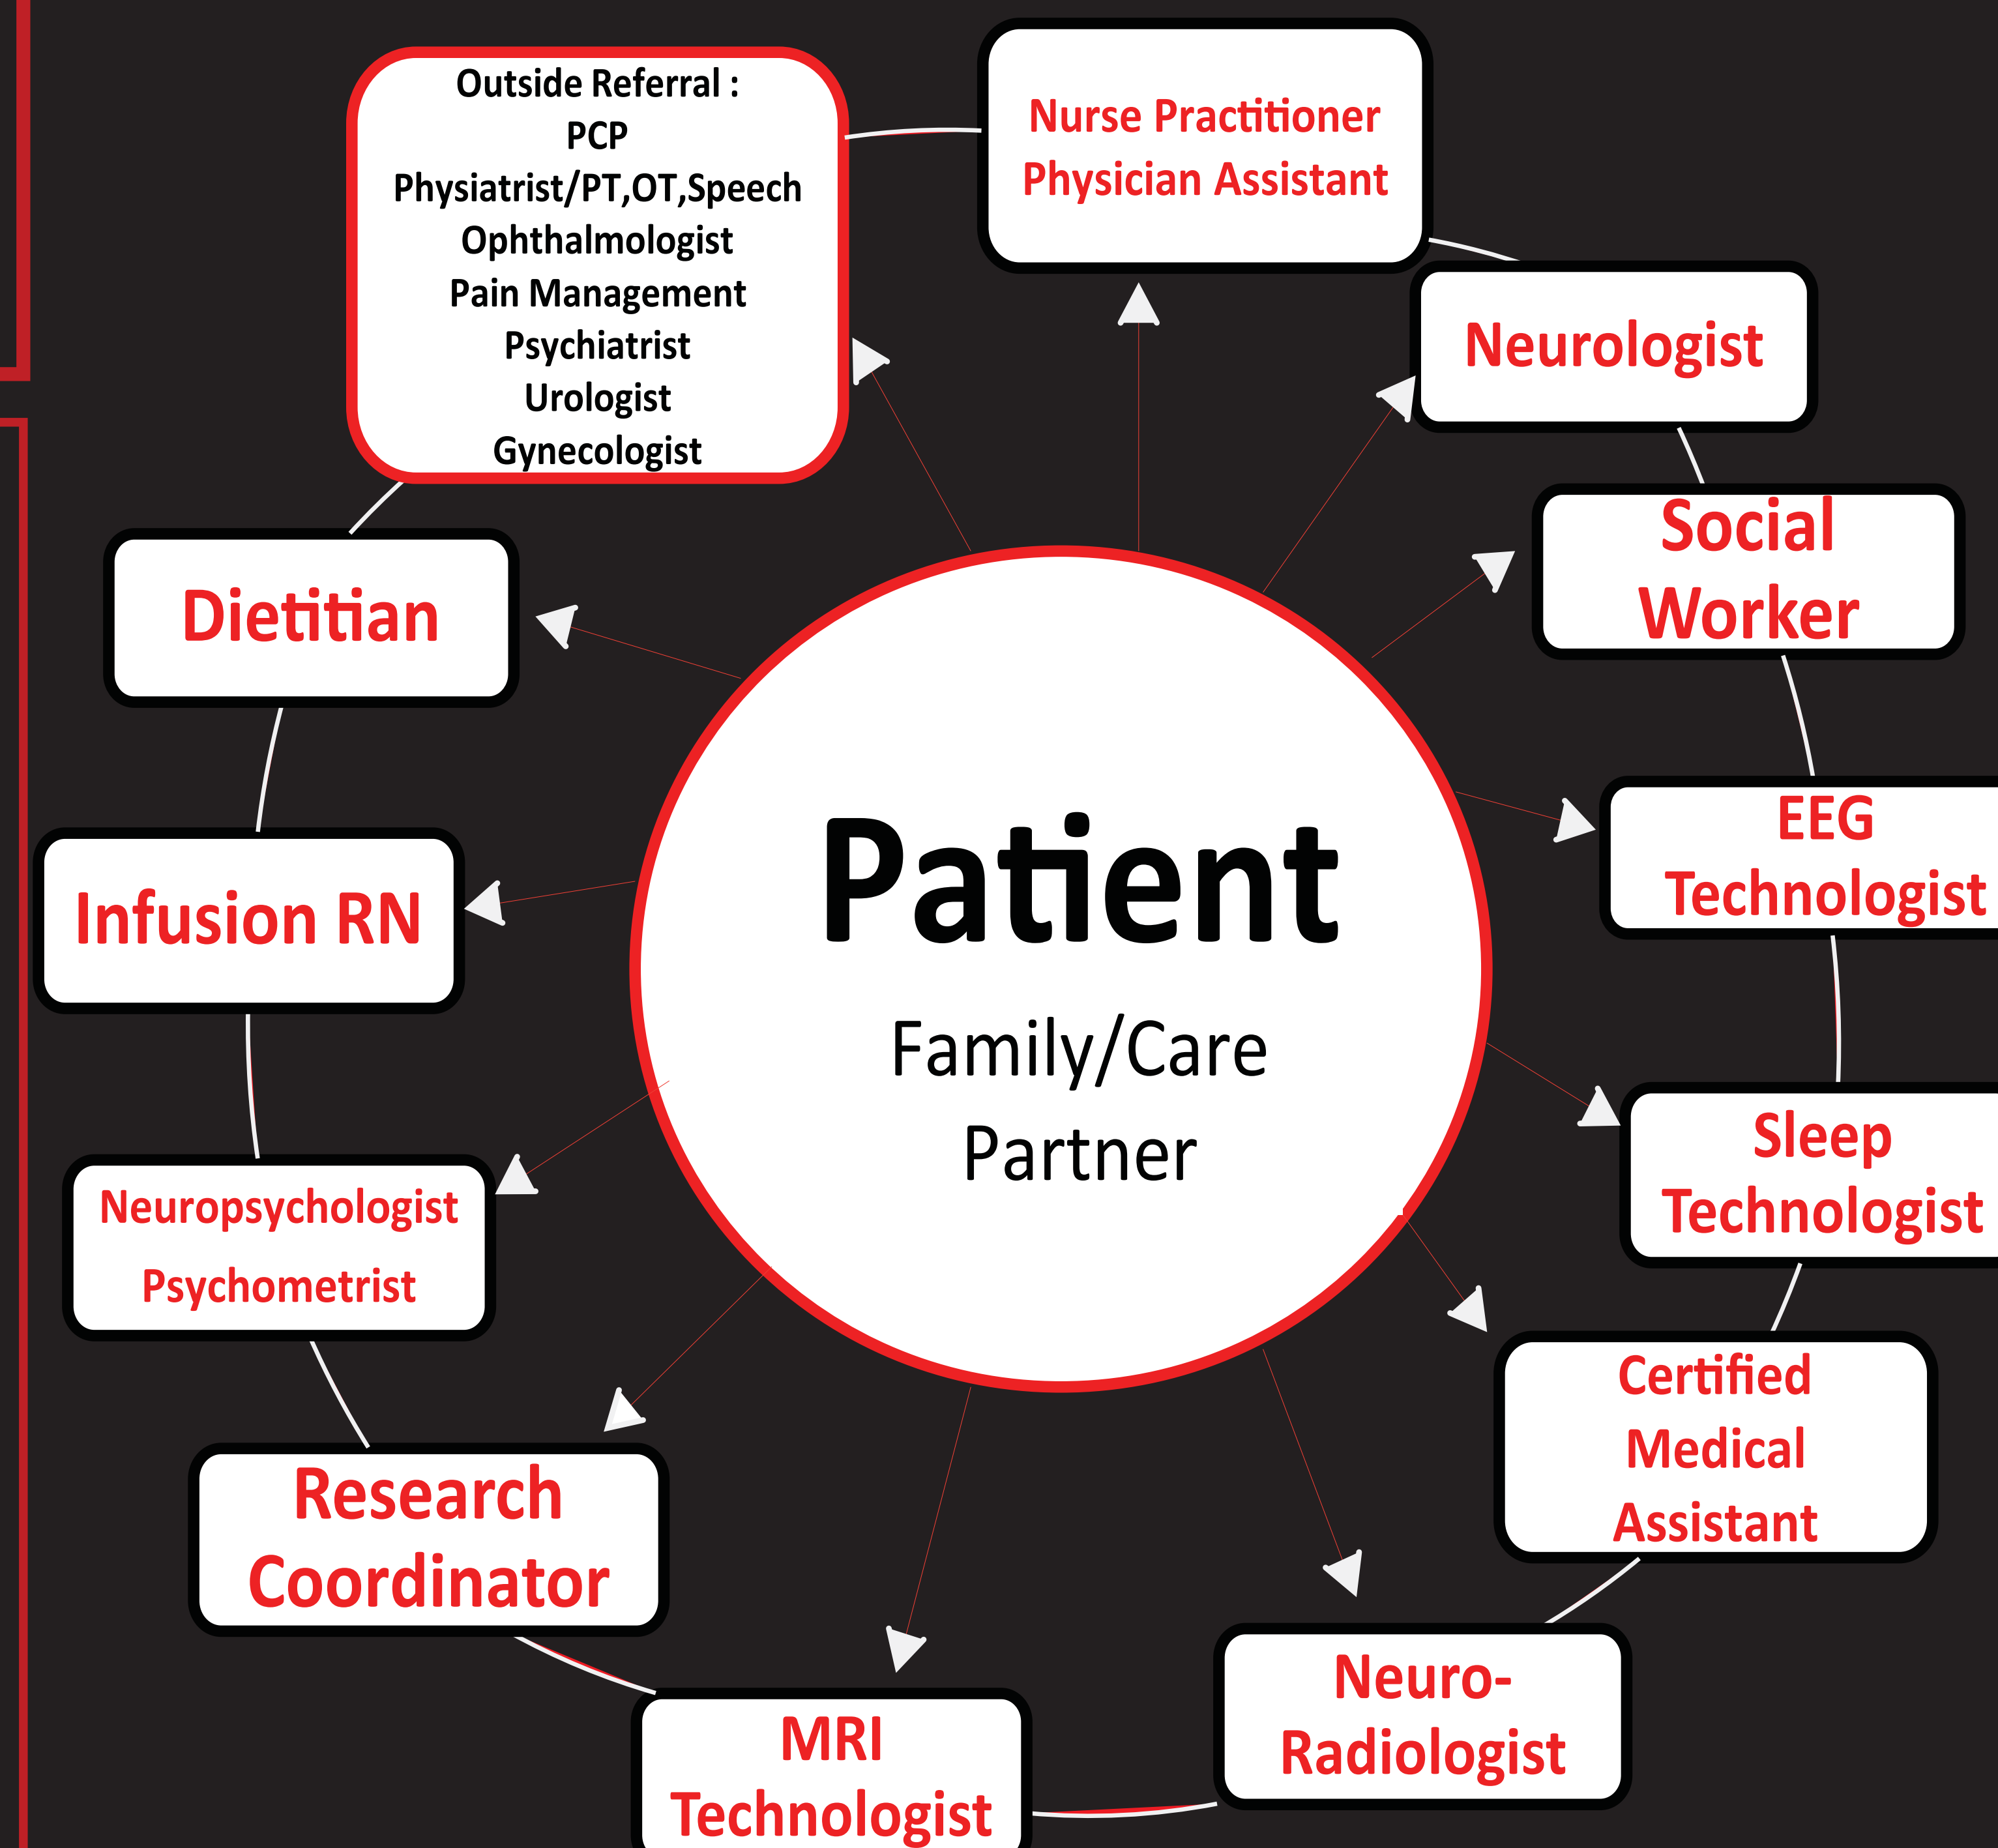 Outside Referral :
PCP
Physiatrist/PT,OT,Speech
Ophthalmologist
Pain Management
Psychiatrist
Urologist
Gynecologist
Nurse Practitioner
Physician Assistant
Neurologist
Social
Worker
EEG
Technologist
Sleep
Technologist
Certified
Medical
Assistant
Neuro-
Radiologist
MRI
Technologist
Research
Coordinator
Neuropsychologist
Psychometrist
Infusion RN
Dietitian
Patient
Family/Care
Partner